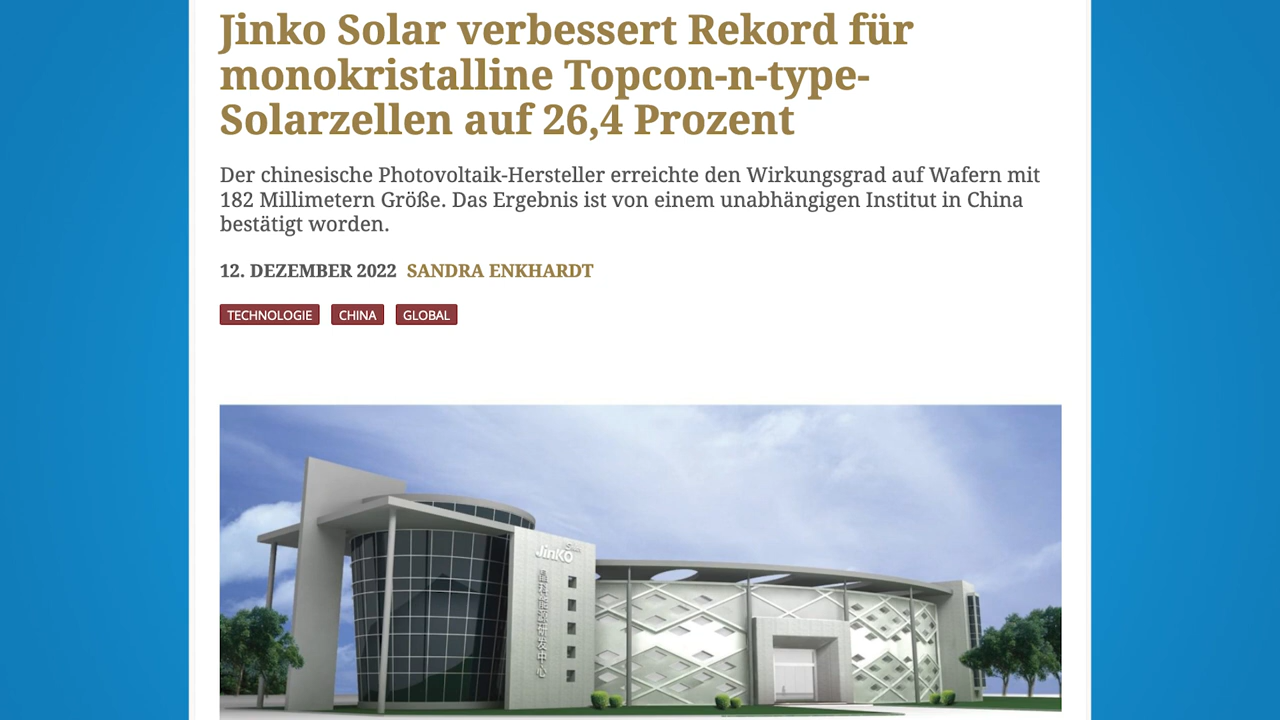 Jinko Solar verbessert Rekord für
monokristalline Topcon-n-type-
Solarzellen auf 26,4 Prozent
Der chinesische Photovoltaik-Hersteller erreichte den Wirkungsgrad auf Wafern mit
182 Millimetern Größe. Das Ergebnis ist von einem unabhängigen Institut in China
bestätigt worden.
12. DEZEMBER 2022 SANDRA ENKHARDT
TECHNOLOGIE CHINA GLOBAL
JinKO